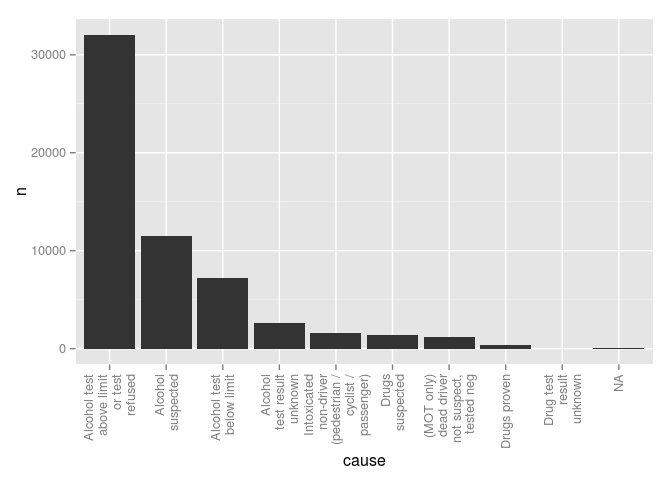 30000
20000
10000
0
n
Alcohol test
above limit
or test
refused
Alcohol
suspected
Alcohol test
below limit
Alcohol
test result
unknown
Intoxicated
non-driver
(pedestrian /
cyclist /
passenger)
Drugs
suspected
(MOT only)
dead driver
not suspect,
tested neg
Drugs proven
Drug test
result
unknown
NA
cause